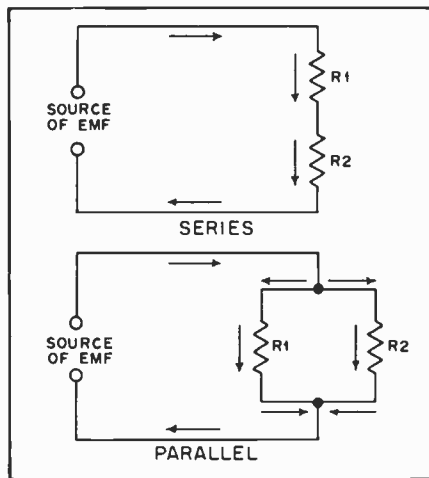 R1
SOURCE
OF EMF
R2
SERIES
SOURCE
OF EMF
R1
R2
PARALLEL